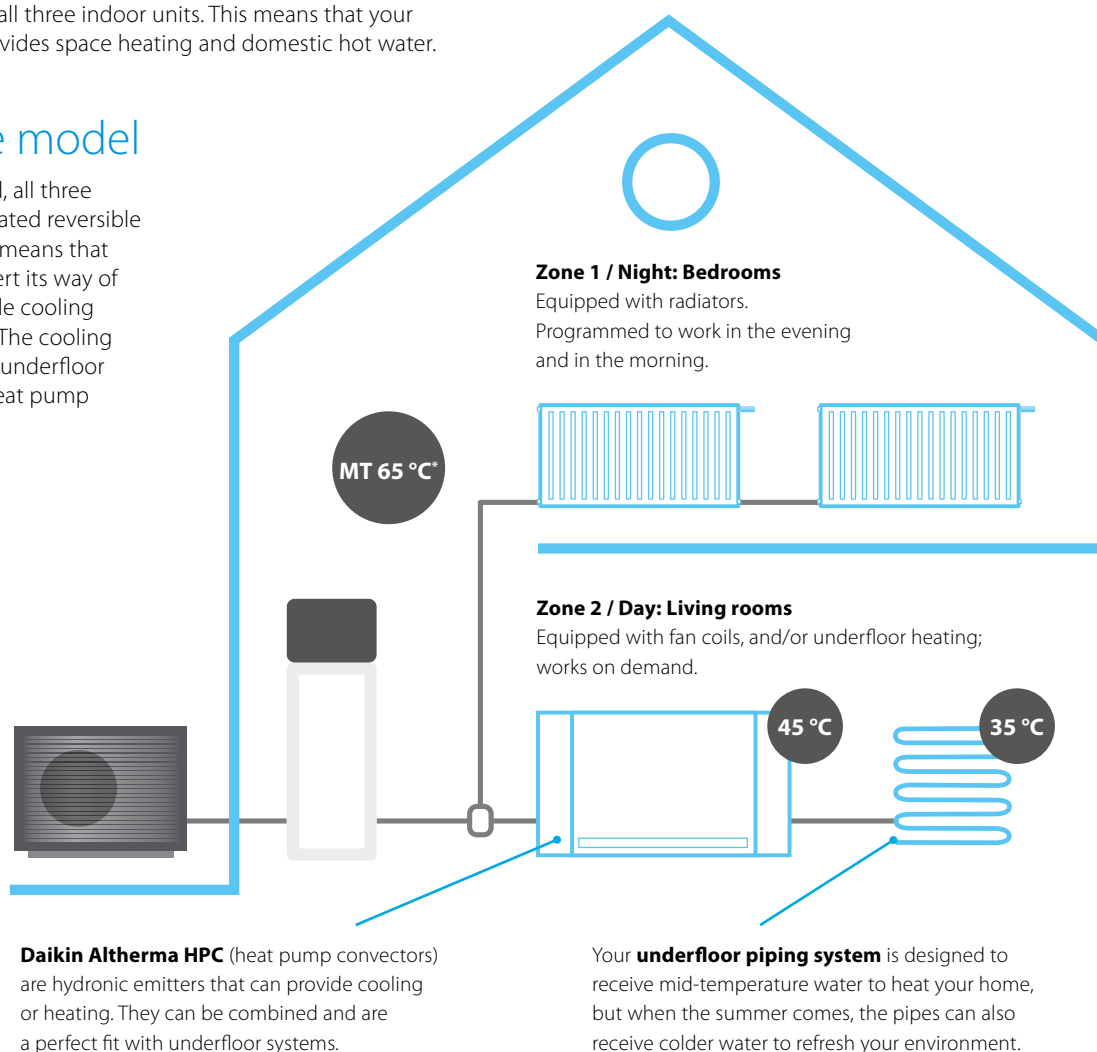 all three indoor units. This means that your
vides space heating and domestic hot water.
e model
, all three
ated reversible
means that
ert its way of
le cooling
The cooling
underfloor
eat pump
MT 65 °C*
Zone 1 / Night: Bedrooms
Equipped with radiators.
Programmed to work in the evening
and in the morning.
Zone 2 / Day: Living rooms
Equipped with fan coils, and/or underfloor heating;
works on demand.
45 °C
35 °C
Daikin Altherma HPC (heat pump convectors)
are hydronic emitters that can provide cooling
or heating. They can be combined and are
a perfect fit with underfloor systems.
Your underfloor piping system is designed to
receive mid-temperature water to heat your home,
but when the summer comes, the pipes can also
receive colder water to refresh your environment.